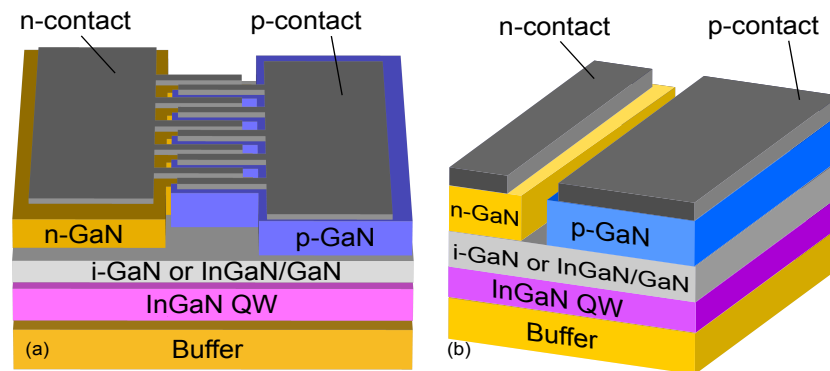 n-contact
p-contact
n-GaN
p-GaN
i-GaN or InGaN/GaN
InGaN QW
Buffer
(a)
n-contact
p-contact
n-GaN
p-GaN
i-GaN or InGaN/GaN
InGaN QW
Buffer
(b)